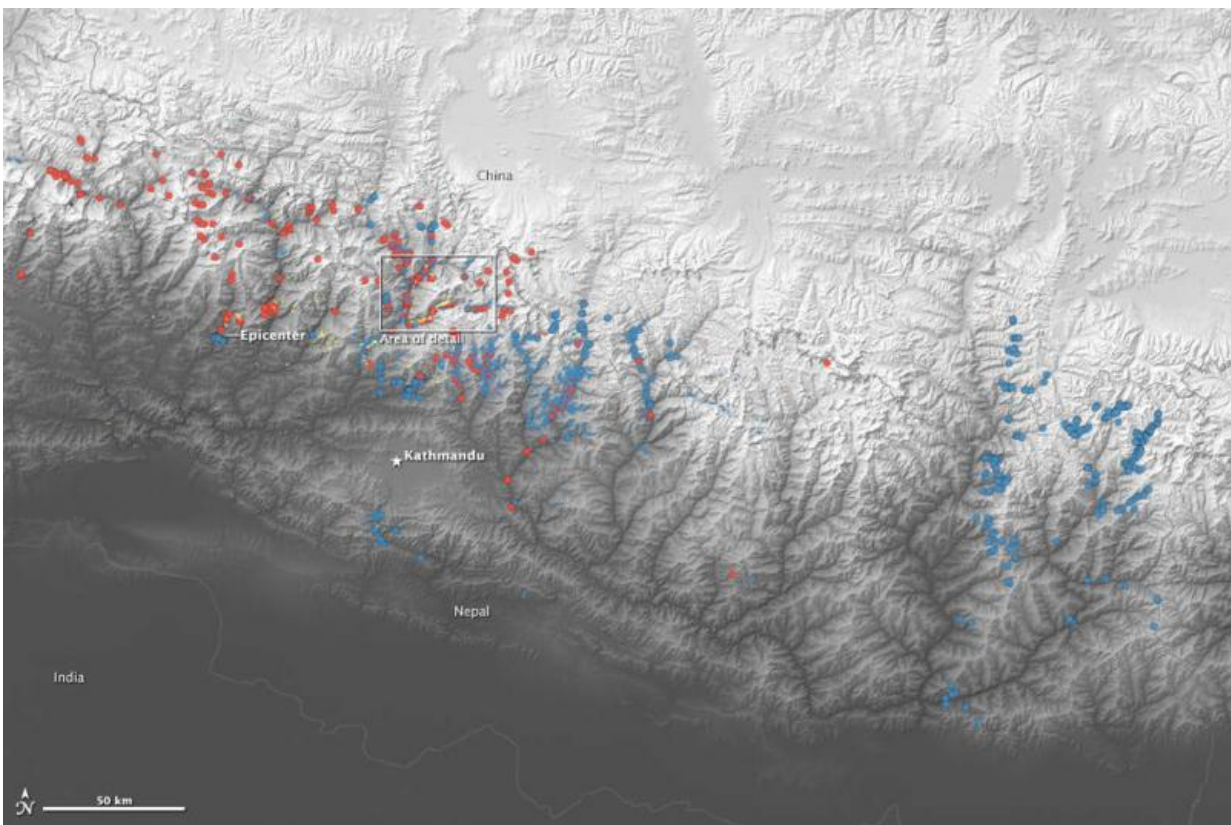 China
Epicenter
Area of detail
Kathmandu
Nepal
India
N
50 km